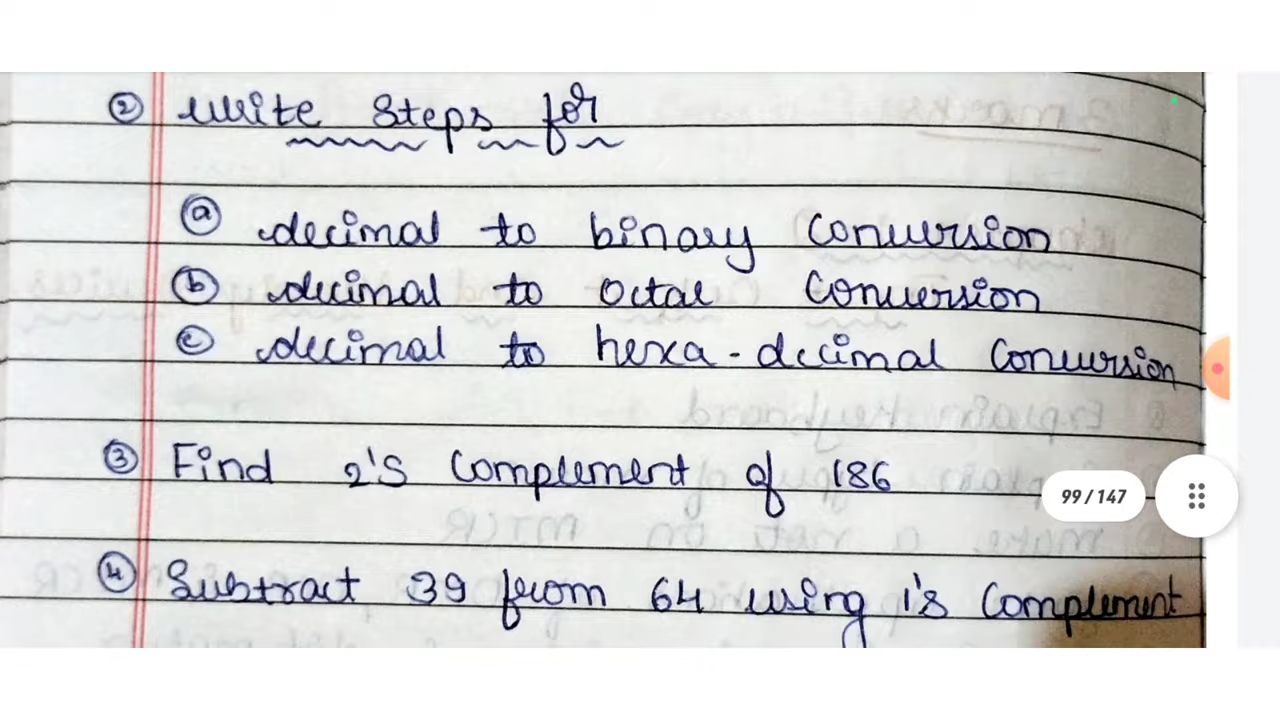 ② Write Steps for
ⓐ decimal to binary Conversion
ⓑ decimal to Octal Conversion
ⓒ decimal to hexa-decimal Conversion
③ Find 2's Complement of 186
99 / 147
④ Subtract 39 from 64 using 1's Complement